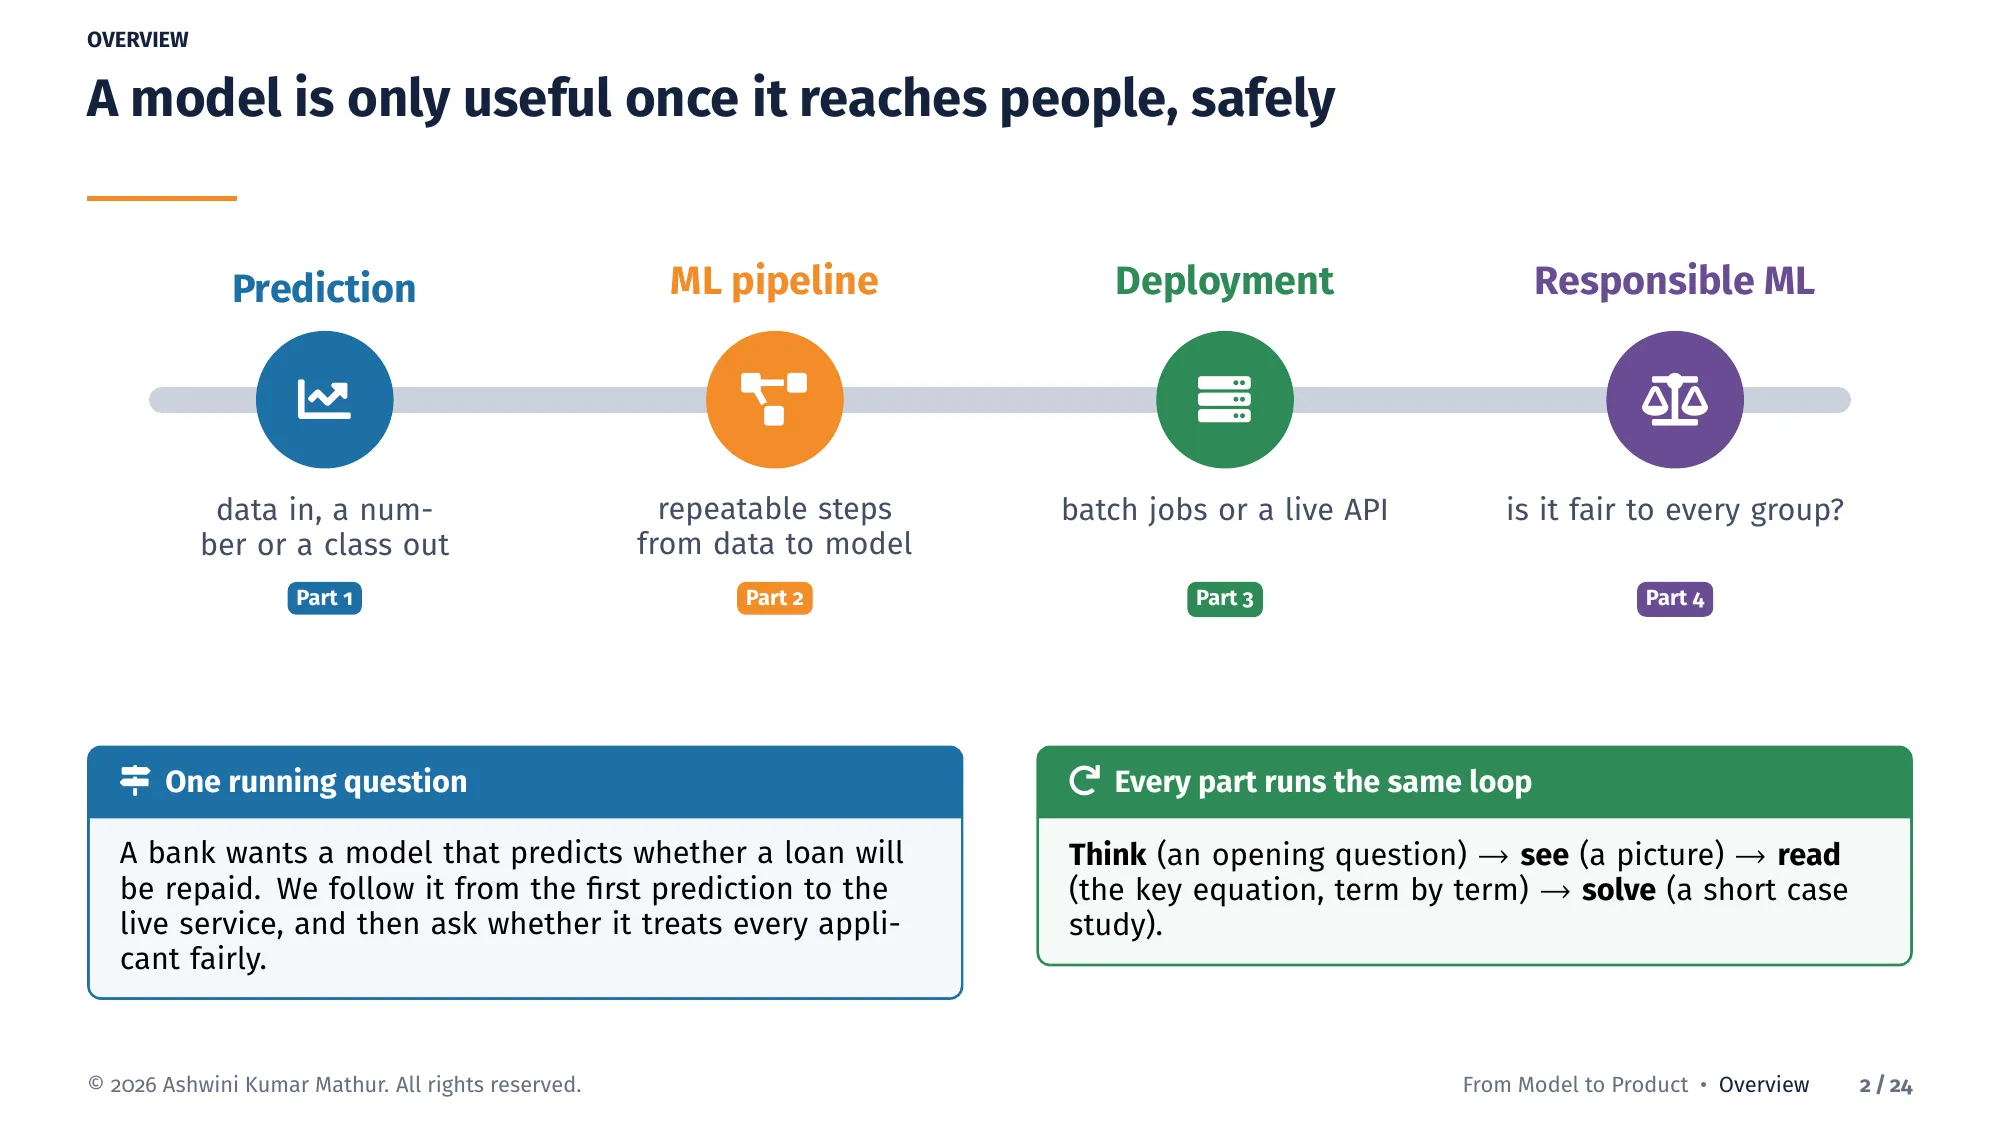 OVERVIEW
A model is only useful once it reaches people, safely
Prediction
ML pipeline
Deployment
Responsible ML
data in, a num-
ber or a class out
repeatable steps
from data to model
batch jobs or a live API
is it fair to every group?
Part 1
Part 2
Part 3
Part 4
One running question
A bank wants a model that predicts whether a loan will
be repaid. We follow it from the first prediction to the
live service, and then ask whether it treats every appli-
cant fairly.
Every part runs the same loop
Think (an opening question) → see (a picture) → read
(the key equation, term by term) → solve (a short case
study).
© 2026 Ashwini Kumar Mathur. All rights reserved.
From Model to Product • Overview 2 / 24